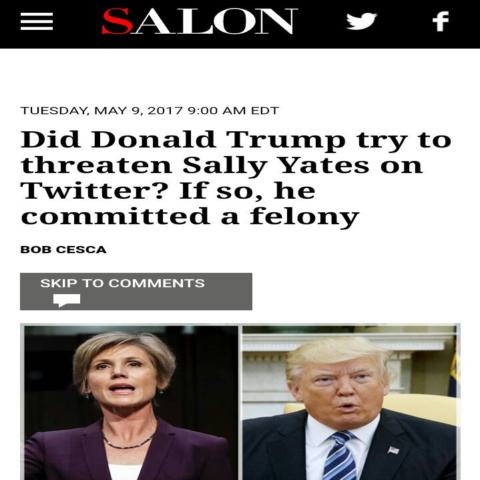 SALON
TUESDAY, MAY 9, 2017 9:00 AM EDT
Did Donald Trump try to
threaten Sally Yates on
Twitter? If so, he
committed a felony
BOB CESCA
SKIP TO COMMENTS